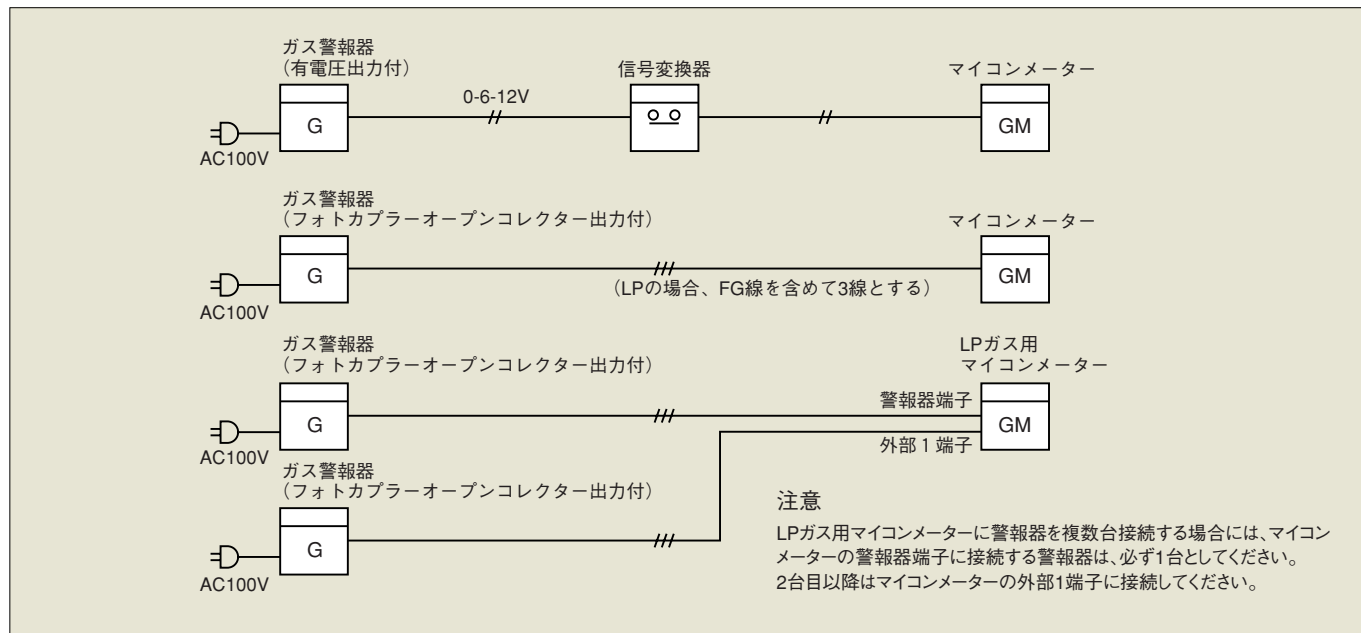 ガス警報器
（有電圧出力付）
信号変換器
マイコンメーター
0-6-12V
G
GM
AC100V
ガス警報器
（フォトカプラーオープンコレクター出力付）
マイコンメーター
G
GM
（LPの場合、FG線を含めて3線とする）
AC100V
ガス警報器
（フォトカプラーオープンコレクター出力付）
LPガス用
マイコンメーター
警報器端子
G
GM
外部1端子
AC100V
ガス警報器
（フォトカプラーオープンコレクター出力付）
G
AC100V
注意
LPガス用マイコンメーターに警報器を複数台接続する場合には、マイコン
メーターの警報器端子に接続する警報器は、必ず1台としてください。
2台目以降はマイコンメーターの外部1端子に接続してください。